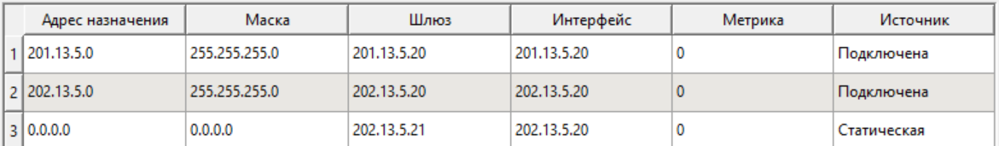 Адрес назначения Маска Шлюз Интерфейс Метрика Источник
1 201.13.5.0 255.255.255.0 201.13.5.20 201.13.5.20 0 Подключена
2 202.13.5.0 255.255.255.0 202.13.5.20 202.13.5.20 0 Подключена
3 0.0.0.0 0.0.0.0 202.13.5.21 202.13.5.20 0 Статическая